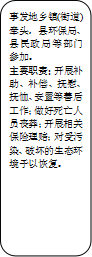 事发地乡镇(街道)
牵头，县环保局、
县民政局等部门
参加。
主要职责：开展补
助、补偿、抚慰、
抚恤、安置等善后
工作；做好死亡人
员丧葬；开展相关
保险理赔；对受污
染、破坏的生态环
境予以恢复。